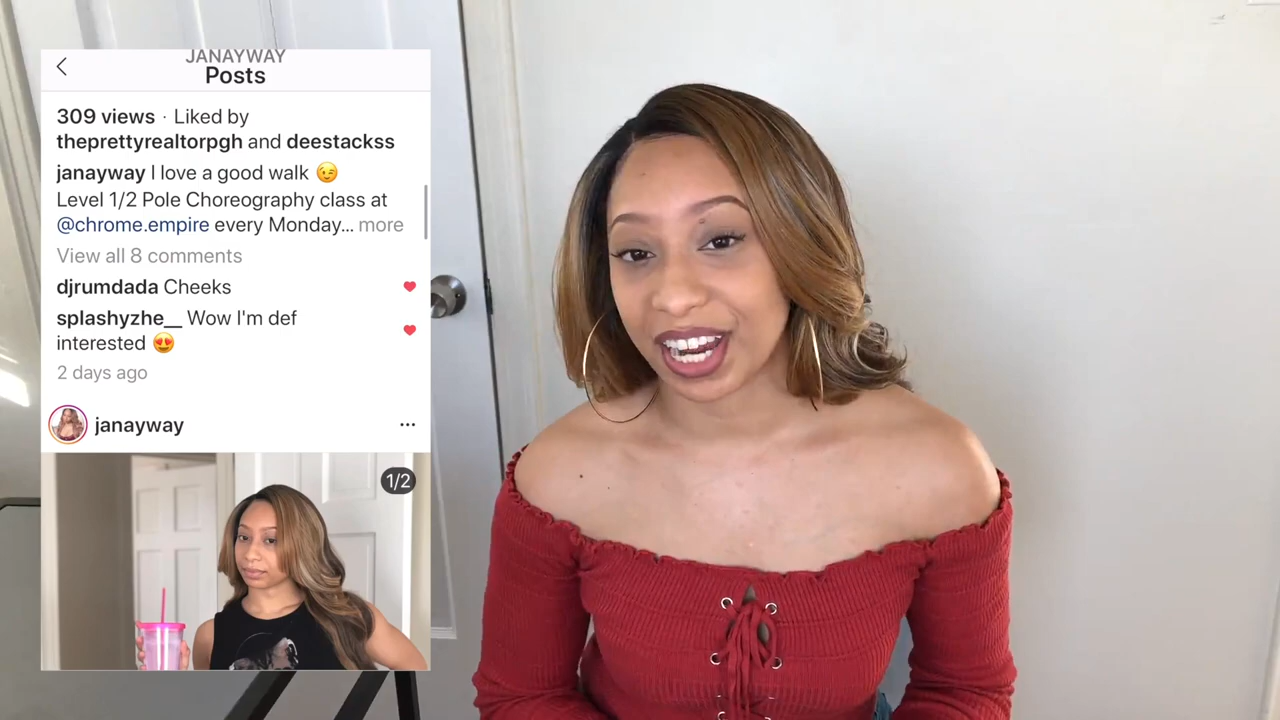 JANAYWAY
Posts
309 views · Liked by
theprettyrealtorpgh and deestackss
janayway I love a good walk 😉
Level 1/2 Pole Choreography class at
@chrome.empire every Monday... more
View all 8 comments
djrumdada Cheeks
splashyzhe__ Wow I'm def
interested 😍
2 days ago
janayway
1/2